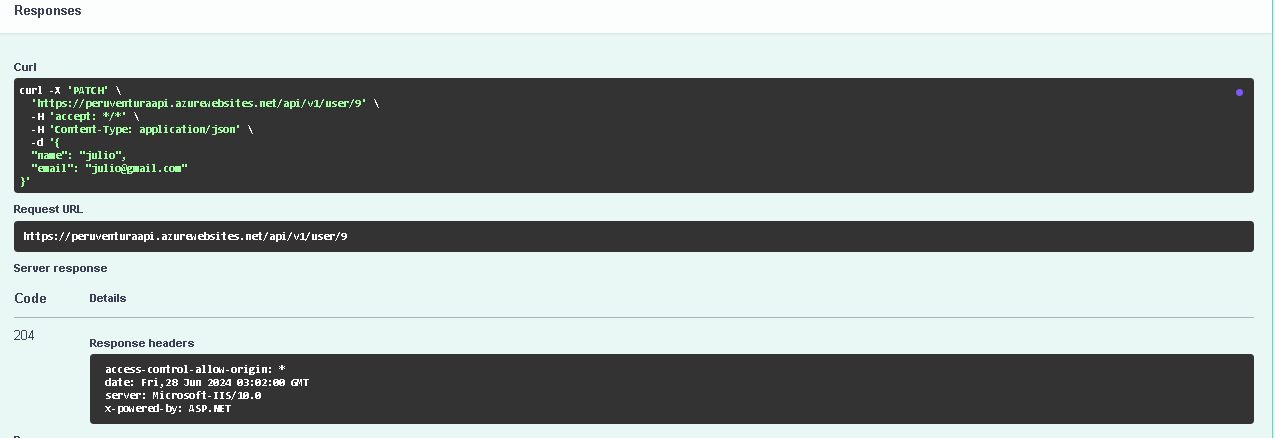 Responses
Curl
curl -X 'PATCH' \
'https://peruventuraapi.azurewebsites.net/api/v1/user/9' \
-H 'accept: */*' \
-H 'Content-Type: application/json' \
-d '{
"name": "julio",
"email": "julio@gmail.com"
}'
Request URL
https://peruventuraapi.azurewebsites.net/api/v1/user/9
Server response
Code Details
204
Response headers
access-control-allow-origin: *
date: Fri,28 Jun 2024 03:02:00 GMT
server: Microsoft-IIS/10.0
x-powered-by: ASP.NET